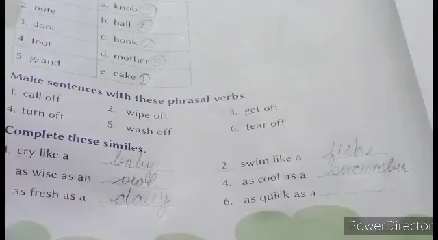 2. note a. knob
3. door b. ball
4. fruit c. book
5. grand d. mother
e. cake
Make sentences with these phrasal verbs.
1. call off 2. wipe off 3. get off
4. turn off 5. wash off 6. tear off
Complete these similes.
1. cry like a baby 2. swim like a fish
as wise as an owl 4. as cool as a cucumber
as fresh as a daisy 6. as quick as a
PowerDirector